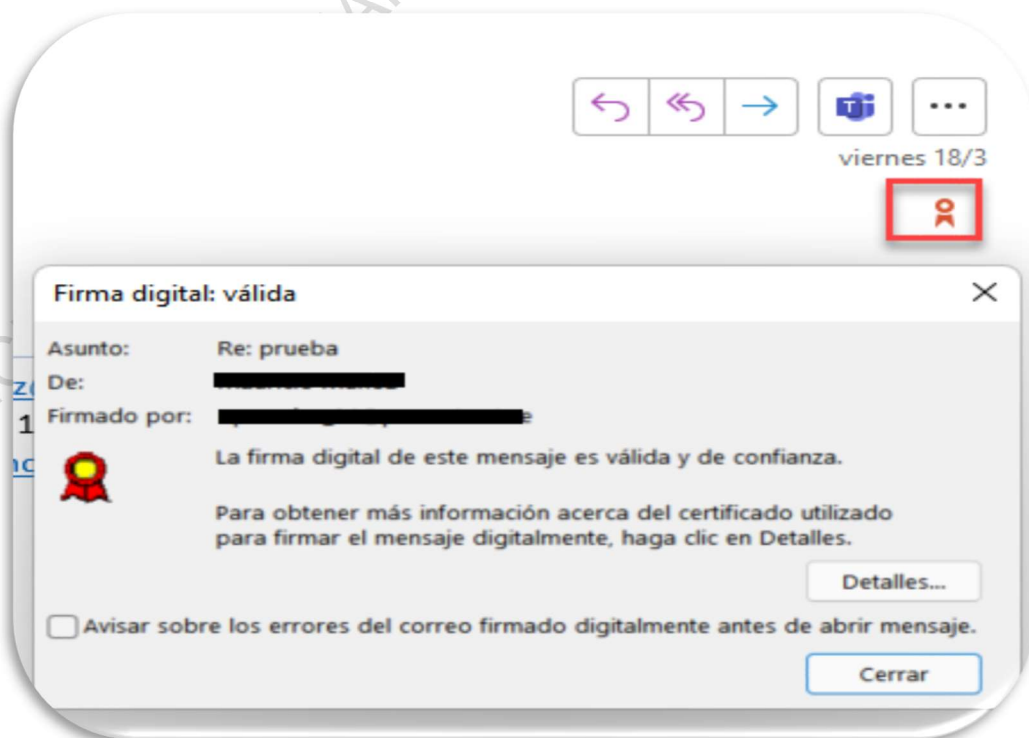 viernes 18/3
Firma digital: válida
Asunto: Re: prueba
De:
Firmado por:
La firma digital de este mensaje es válida y de confianza.
Para obtener más información acerca del certificado utilizado
para firmar el mensaje digitalmente, haga clic en Detalles.
Detalles...
Avisar sobre los errores del correo firmado digitalmente antes de abrir mensaje.
Cerrar